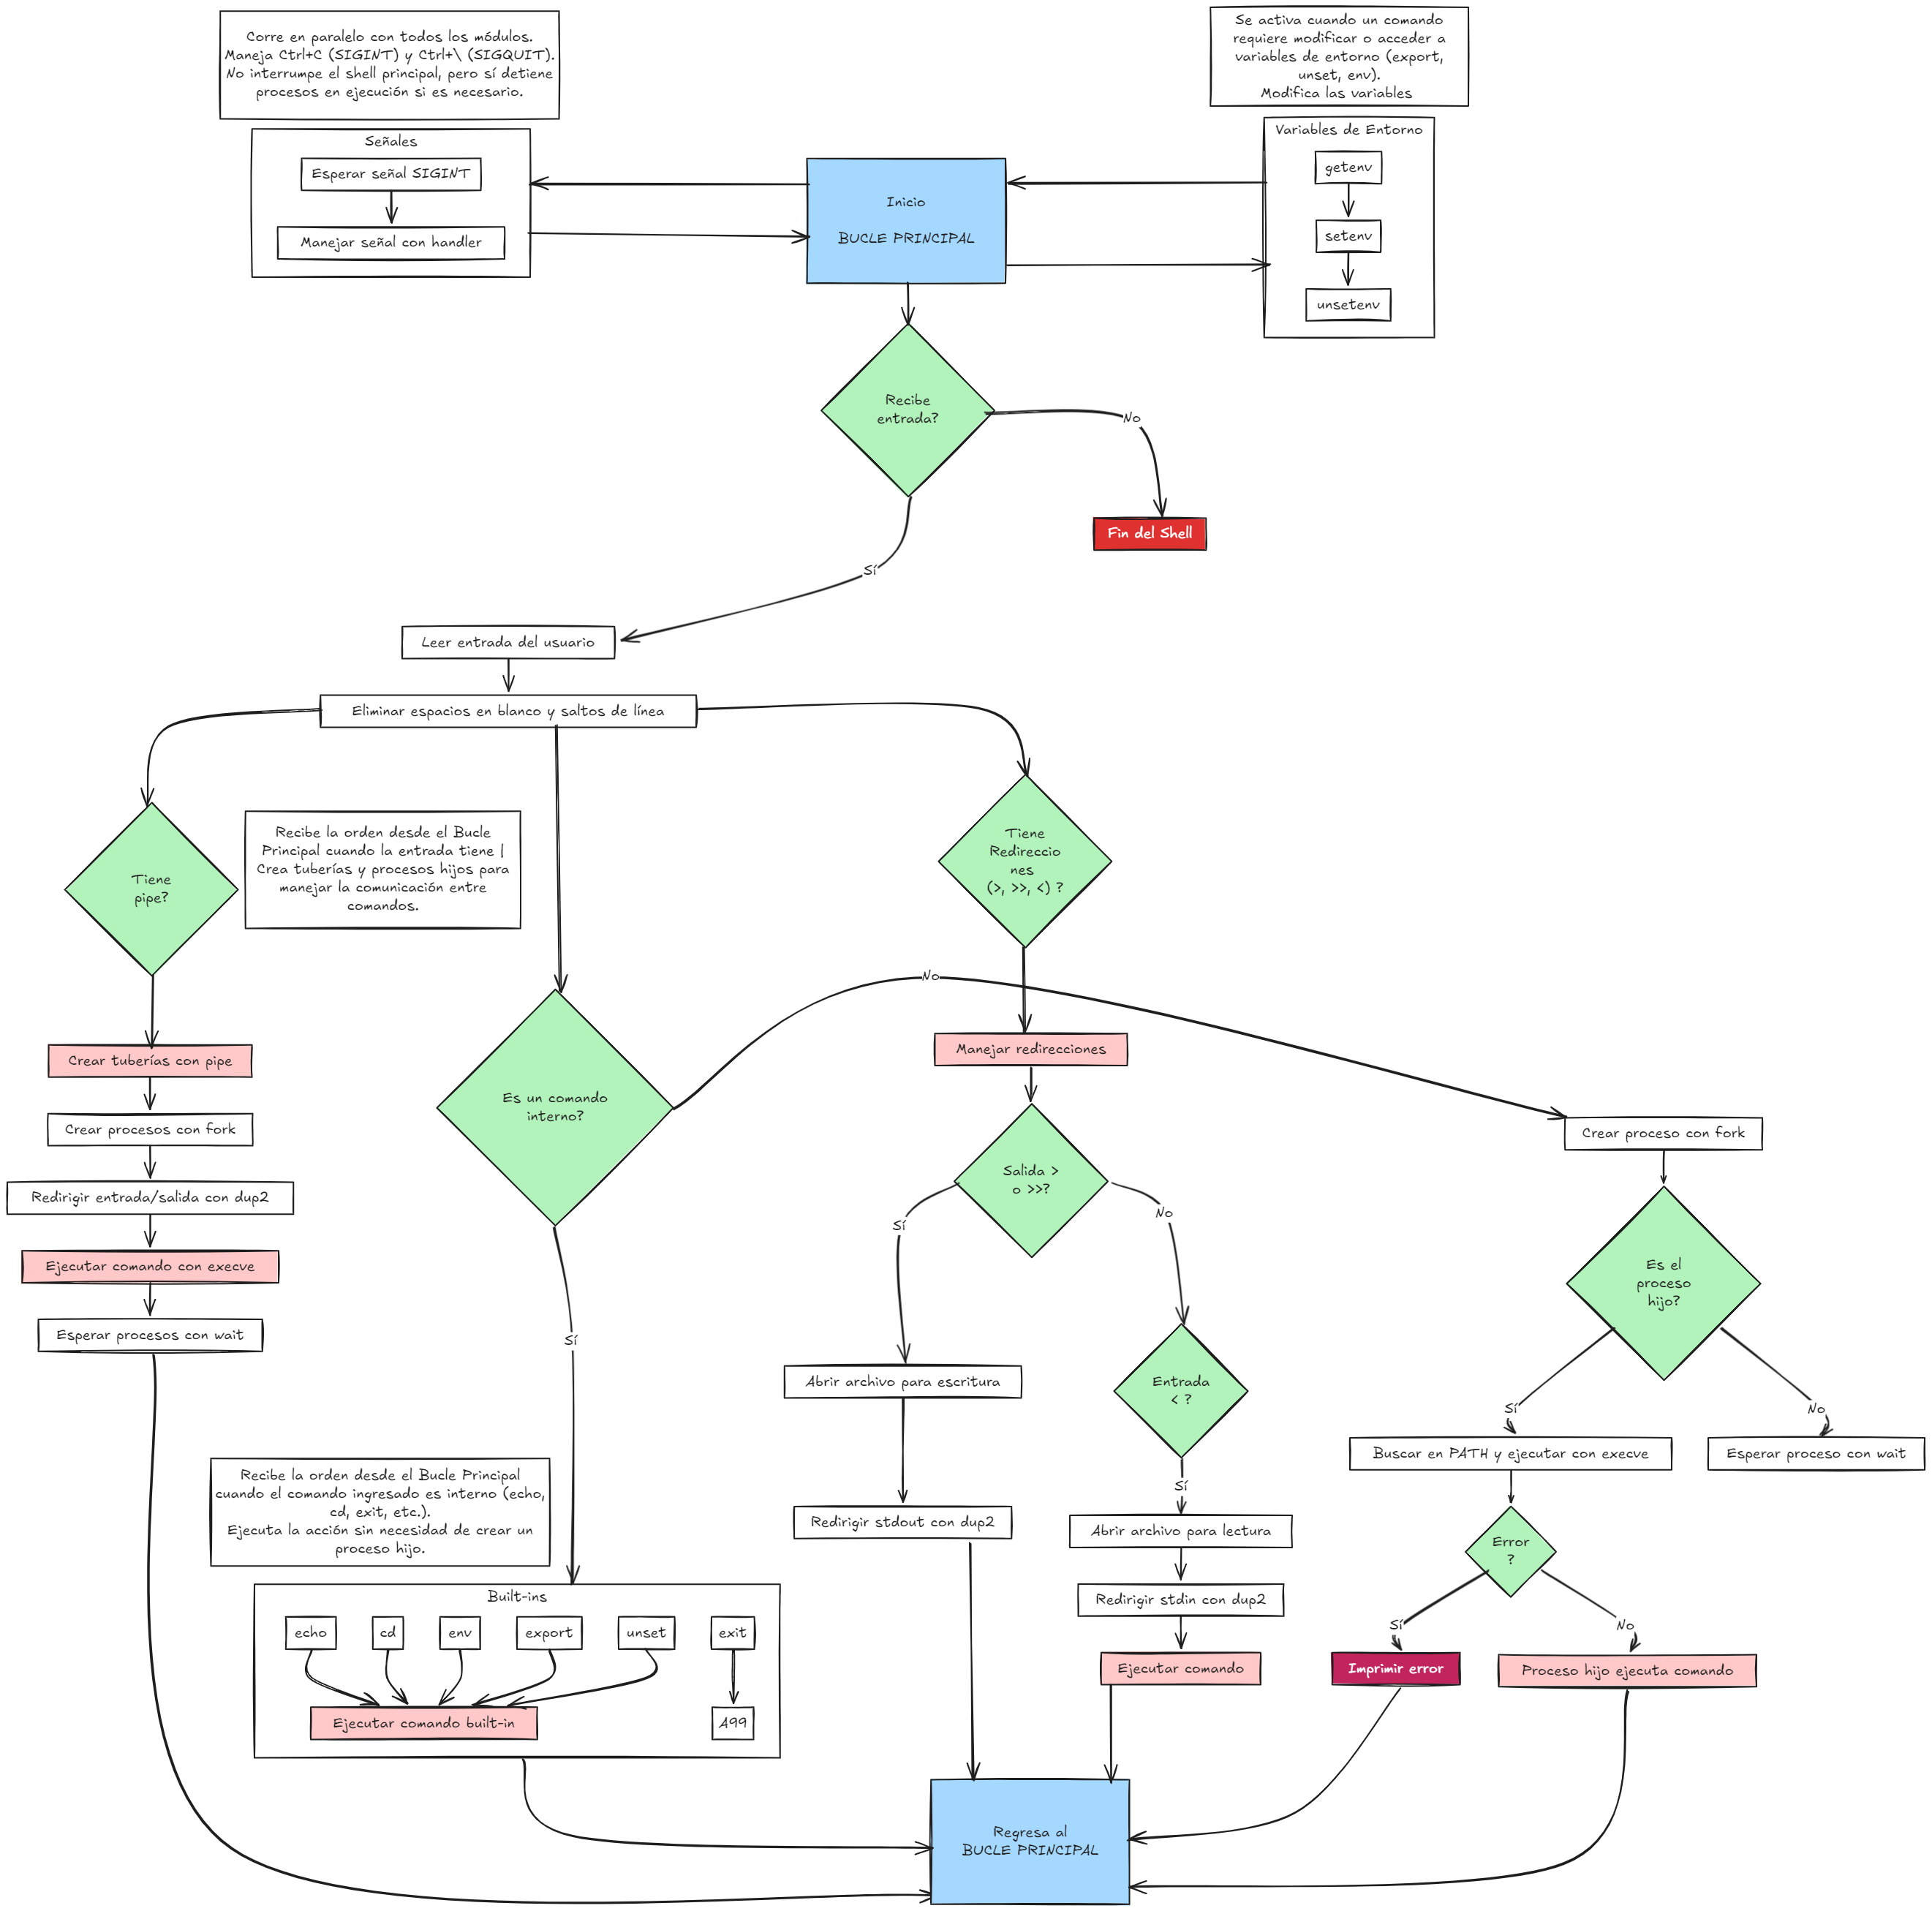 Corre en paralelo con todos los módulos.
Maneja Ctrl+C (SIGINT) y Ctrl+\ (SIGQUIT).
No interrumpe el shell principal, pero sí detiene
procesos en ejecución si es necesario.
Se activa cuando un comando
requiere modificar o acceder a
variables de entorno (export,
unset, env).
Modifica las variables
Señales
Esperar señal SIGINT
Manejar señal con handler
Inicio
BUCLE PRINCIPAL
Variables de Entorno
getenv
setenv
unsetenv
Recibe
entrada?
No
Fin del Shell
Sí
Leer entrada del usuario
Eliminar espacios en blanco y saltos de línea
Tiene
pipe?
Recibe la orden desde el Bucle
Principal cuando la entrada tiene |
Crea tuberías y procesos hijos para
manejar la comunicación entre
comandos.
Tiene
Redireccio
nes
(>, >>, <) ?
No
Crear tuberías con pipe
Crear procesos con fork
Redirigir entrada/salida con dup2
Ejecutar comando con execve
Esperar procesos con wait
Es un comando
interno?
Sí
Manejar redirecciones
Salida >
o >>?
Sí
No
Abrir archivo para escritura
Redirigir stdout con dup2
Entrada
< ?
Sí
Abrir archivo para lectura
Redirigir stdin con dup2
Ejecutar comando
Crear proceso con fork
Es el
proceso
hijo?
Sí
No
Buscar en PATH y ejecutar con execve
Esperar proceso con wait
Error
?
Sí
No
Imprimir error
Proceso hijo ejecuta comando
Recibe la orden desde el Bucle Principal
cuando el comando ingresado es interno (echo,
cd, exit, etc.).
Ejecuta la acción sin necesidad de crear un
proceso hijo.
Built-ins
echo
cd
env
export
unset
exit
Ejecutar comando built-in
A99
Regresa al
BUCLE PRINCIPAL